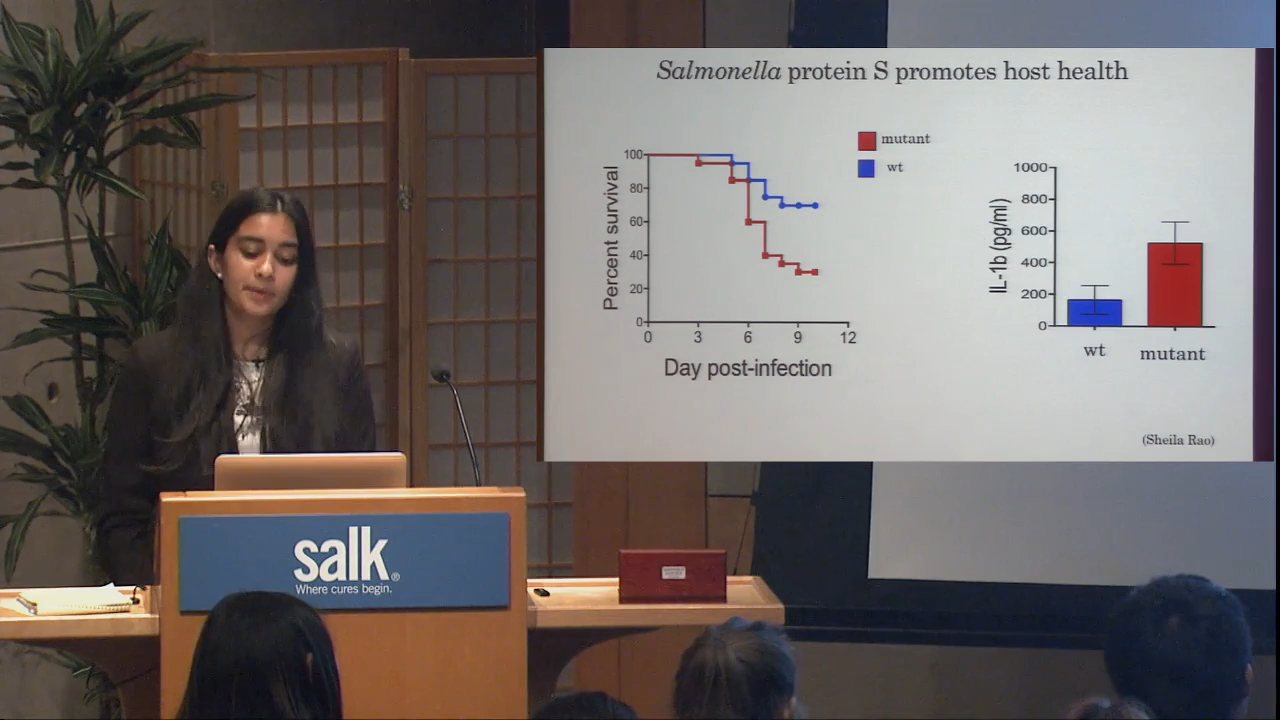 Salmonella protein S promotes host health
mutant
wt
Percent survival
100
80
60
40
20
0
0 3 6 9 12
Day post-infection
IL-1b (pg/ml)
1000
800
600
400
200
0
wt mutant
(Sheila Rao)
salk®
Where cures begin.